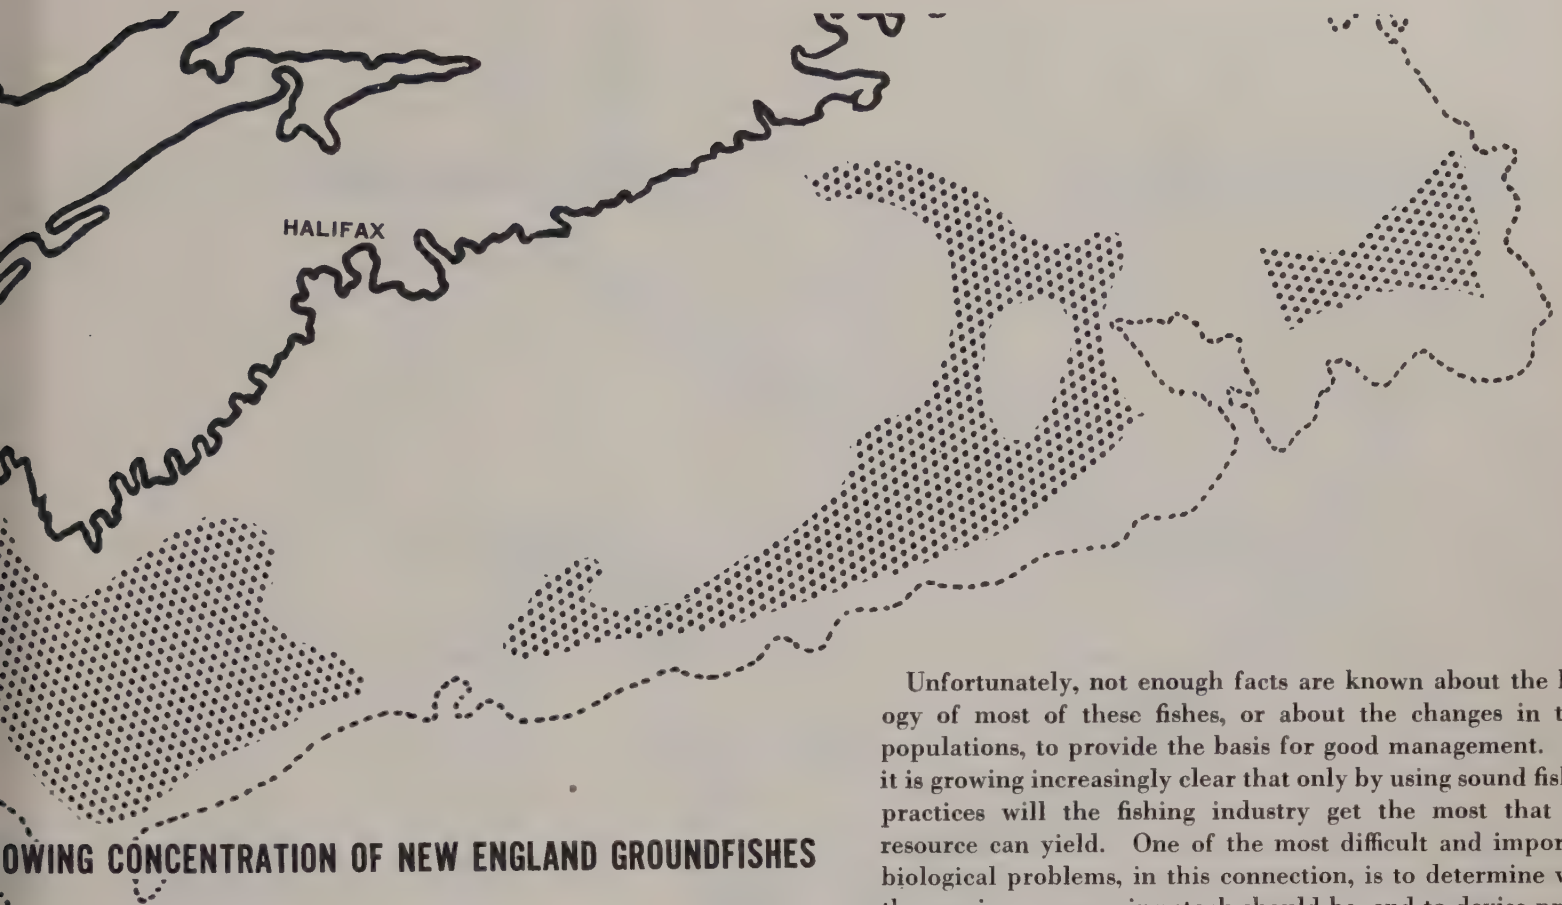 HALIFAX
OWING CONCENTRATION OF NEW ENGLAND GROUNDFISHES
Unfortunately, not enough facts are known about the
ogy of most of these fishes, or about the changes in
populations, to provide the basis for good management.
it is growing increasingly clear that only by using sound fis
practices will the fishing industry get the most that
resource can yield. One of the most difficult and impor
biological problems, in this connection, is to determine